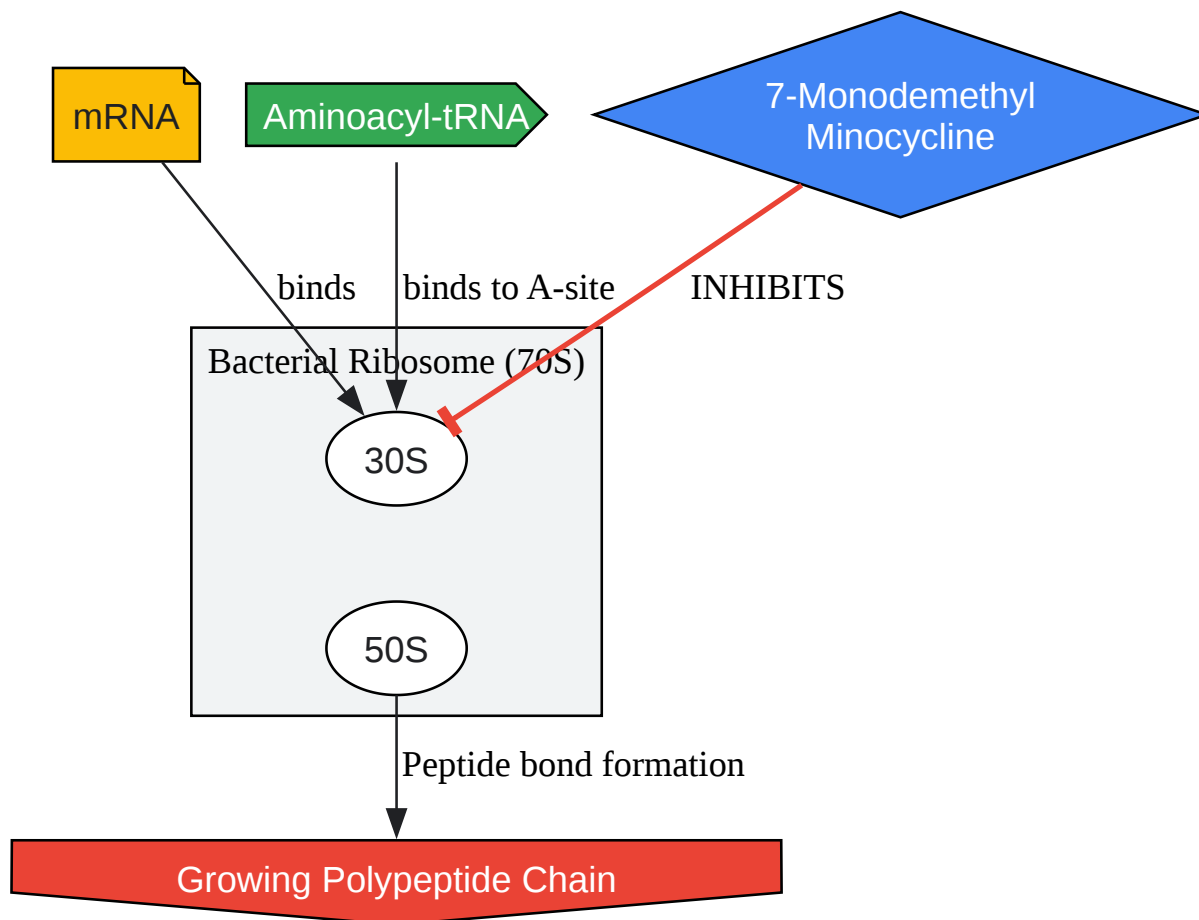 mRNA
Aminoacyl-tRNA
7-Monodemethyl
Minocycline
binds
binds to A-site
INHIBITS
Bacterial Ribosome (70S)
30S
50S
Peptide bond formation
Growing Polypeptide Chain